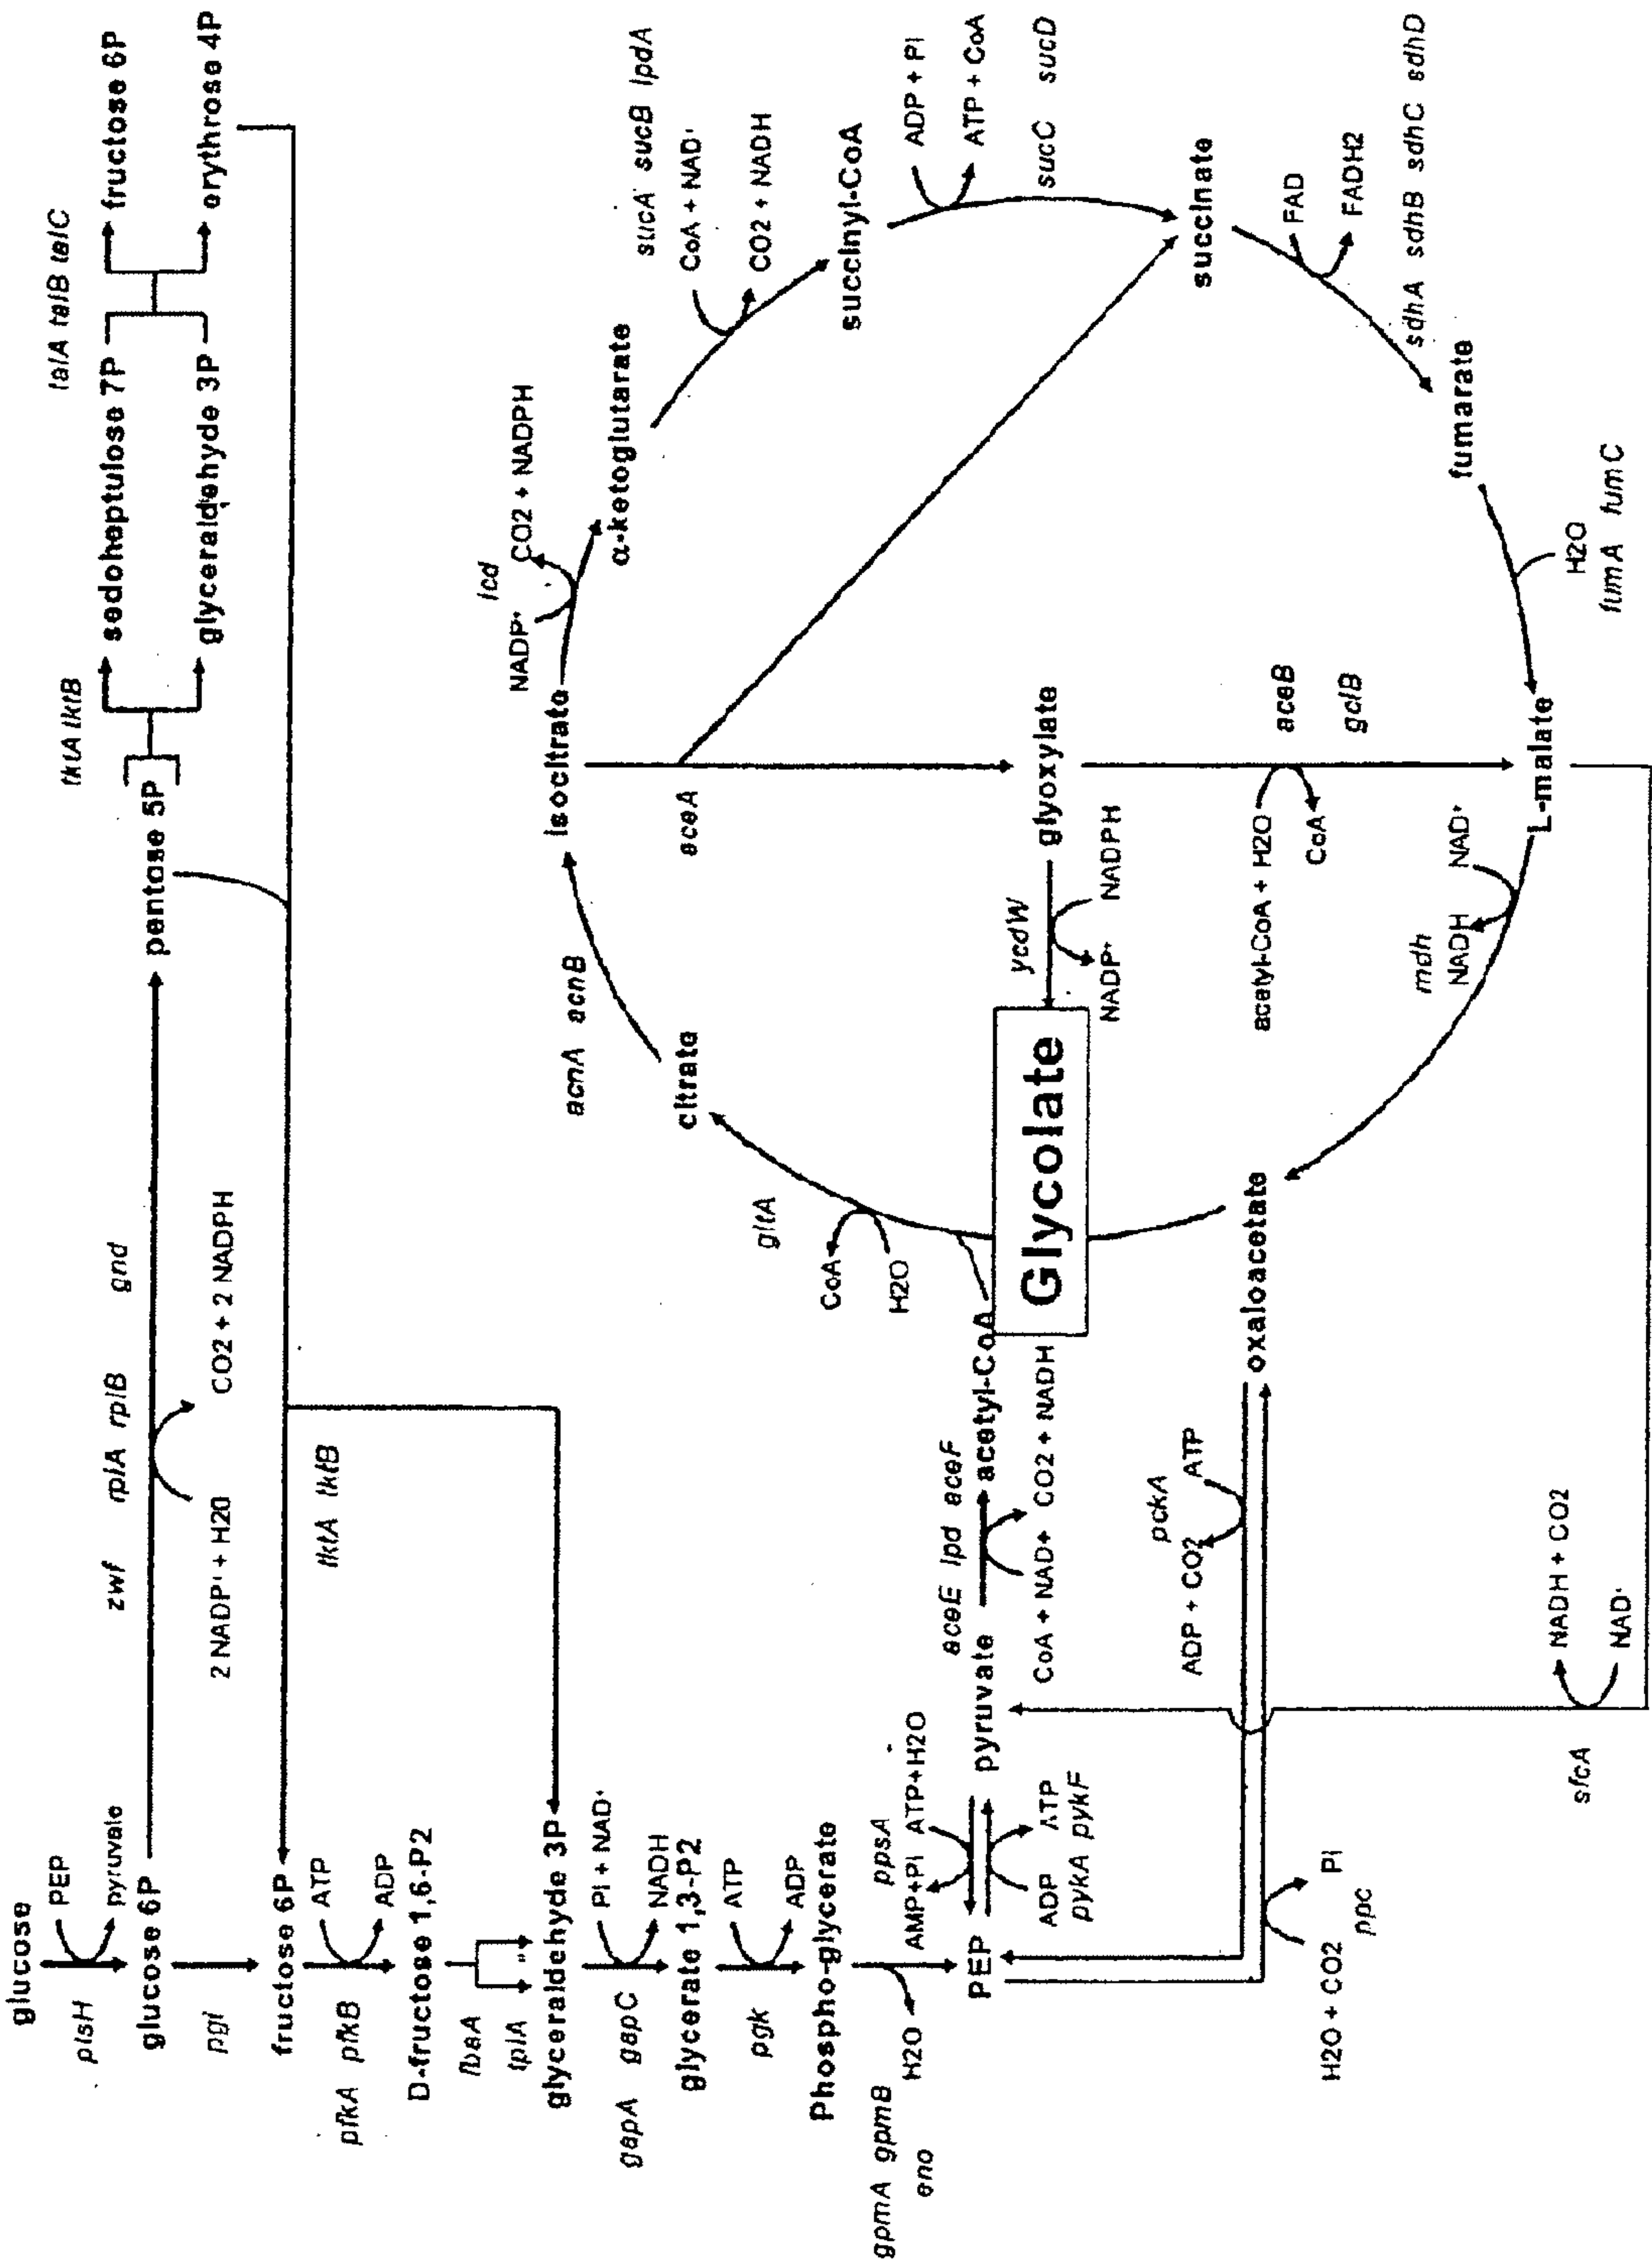 glucose
ptsH
PEP
pyruvate
glucose 6P
zwf rplA rplB gnd
2 NADP+ + H2O
CO2 + 2 NADPH
pentose 5P
tktA tktB
sedoheptulose 7P
glyceraldehyde 3P
talA talB talC
fructose 6P
erythrose 4P
pgi
fructose 6P
tktA tktB
pfkA pfkB
ATP
ADP
D-fructose 1,6-P2
fbaA
tpiA
glyceraldehyde 3P
gapA gapC
Pi + NAD+
NADH
glycerate 1,3-P2
pgk
ATP
ADP
Phospho-glycerate
gpmA gpmB
eno
H2O
PEP
ppsA
AMP+Pi ATP+H2O
ADP ATP
pykA pykF
pyruvate
aceE lpd aceF
CoA + NAD+ CO2 + NADH
acetyl-CoA
Glycolate
gltA
CoA
H2O
citrate
acnA acnB
isocitrate
icd
NADP+
CO2 + NADPH
α-ketoglutarate
sucA sucB lpdA
CoA + NAD+
CO2 + NADH
succinyl-CoA
ADP + Pi
ATP + CoA
sucC sucD
succinate
FAD
FADH2
sdhA sdhB sdhC sdhD
fumarate
H2O
fumA fumC
L-malate
aceA
glyoxylate
ycdW
NADP+
NADPH
aceB
glcB
acetyl-CoA + H2O
CoA
mdh
NADH
NAD+
oxaloacetate
pckA
ADP + CO2
ATP
H2O + CO2
ppc
Pi
sfcA
NADH + CO2
NAD+